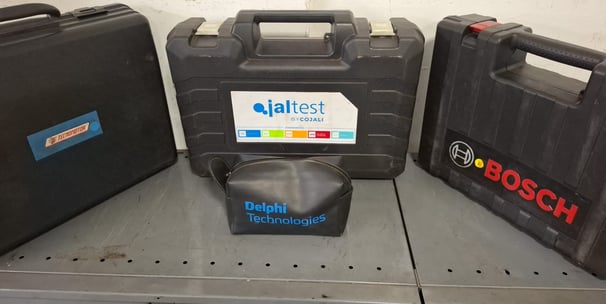 jaltest
BY COJALI
Delphi
Technologies
BOSCH